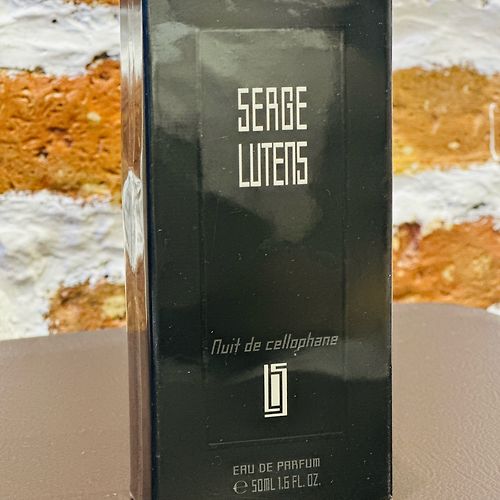 SERGE
LUTENS
Nuit de cellophane
EAU DE PARFUM
℮ 50ML 1.6 FL. OZ.